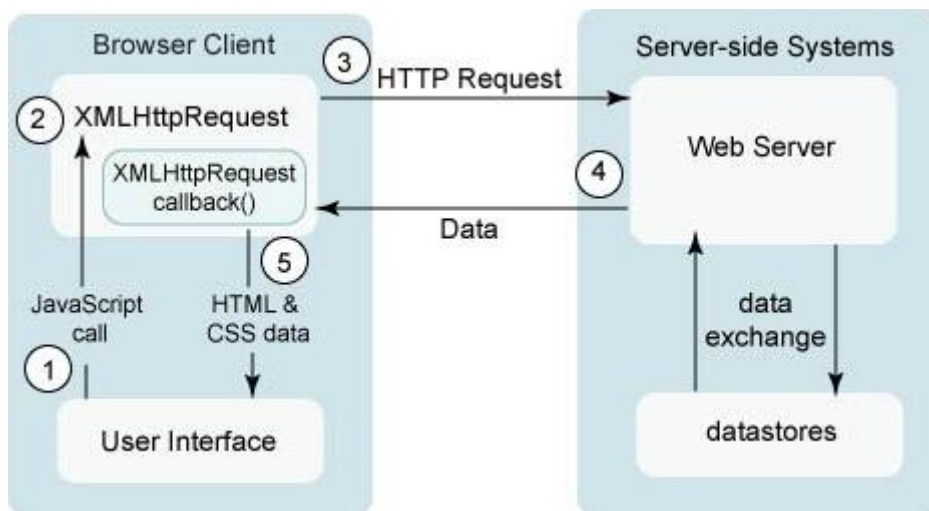 Browser Client
Server-side Systems
3
HTTP Request
2
XMLHttpRequest
Web Server
XMLHttpRequest
callback()
4
Data
5
JavaScript
call
HTML &
CSS data
data
exchange
1
User Interface
datastores